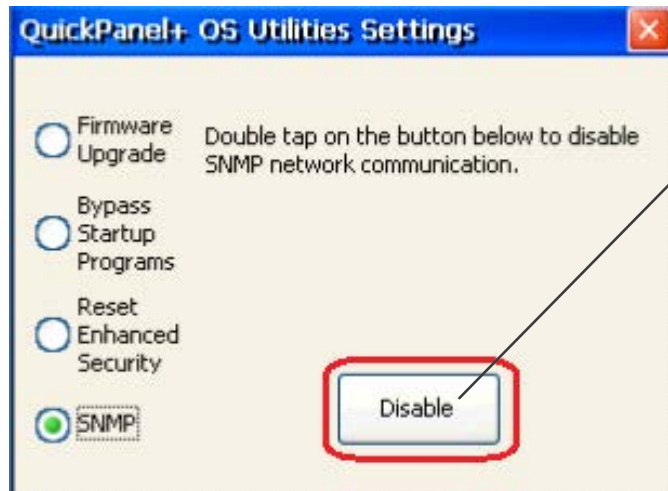 QuickPanel+ OS Utilities Settings
Firmware
Upgrade
Double tap on the button below to disable
SNMP network communication.
Bypass
Startup
Programs
Reset
Enhanced
Security
SNMP
Disable